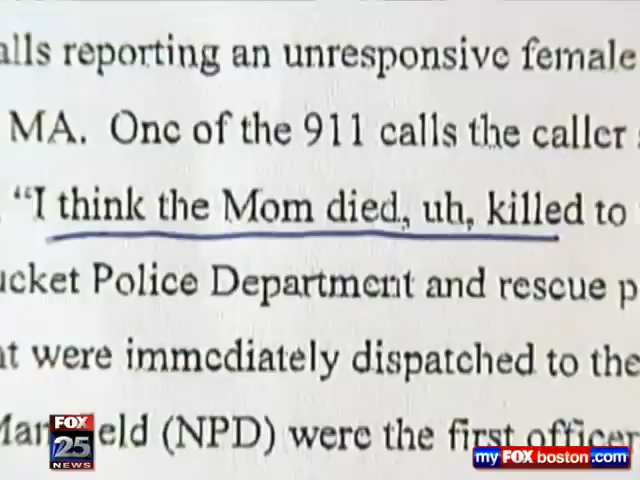 alls reporting an unresponsive female
MA. One of the 911 calls the caller
"I think the Mom died, uh, killed to
ucket Police Department and rescue p
nt were immediately dispatched to the
Man eld (NPD) were the first officer
FOX
25
NEWS
myFOXboston.com